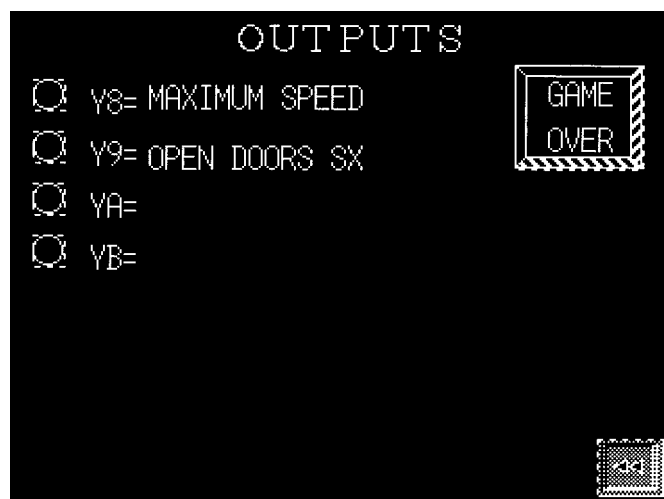 OUTPUTS
Y8= MAXIMUM SPEED
Y9= OPEN DOORS SX
YA=
YB=
GAME
OVER